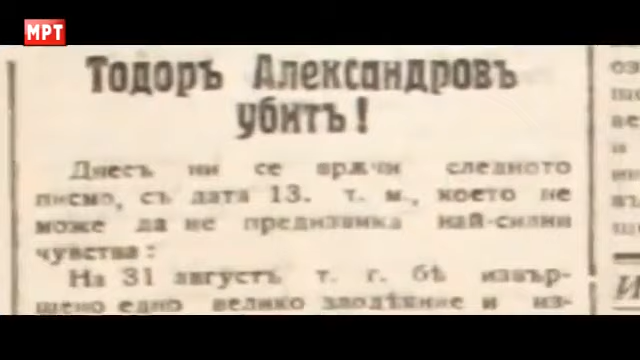 МРТ
Тодоръ Александровъ
убитъ!
Днесъ ни се врѫчи следното
писмо, съ дата 13. т. м., което не
може да не предизвика най-силни
чувства:
На 31 августъ т. г. бѣ извър-
шено едно велико злодѣяние и из-
И